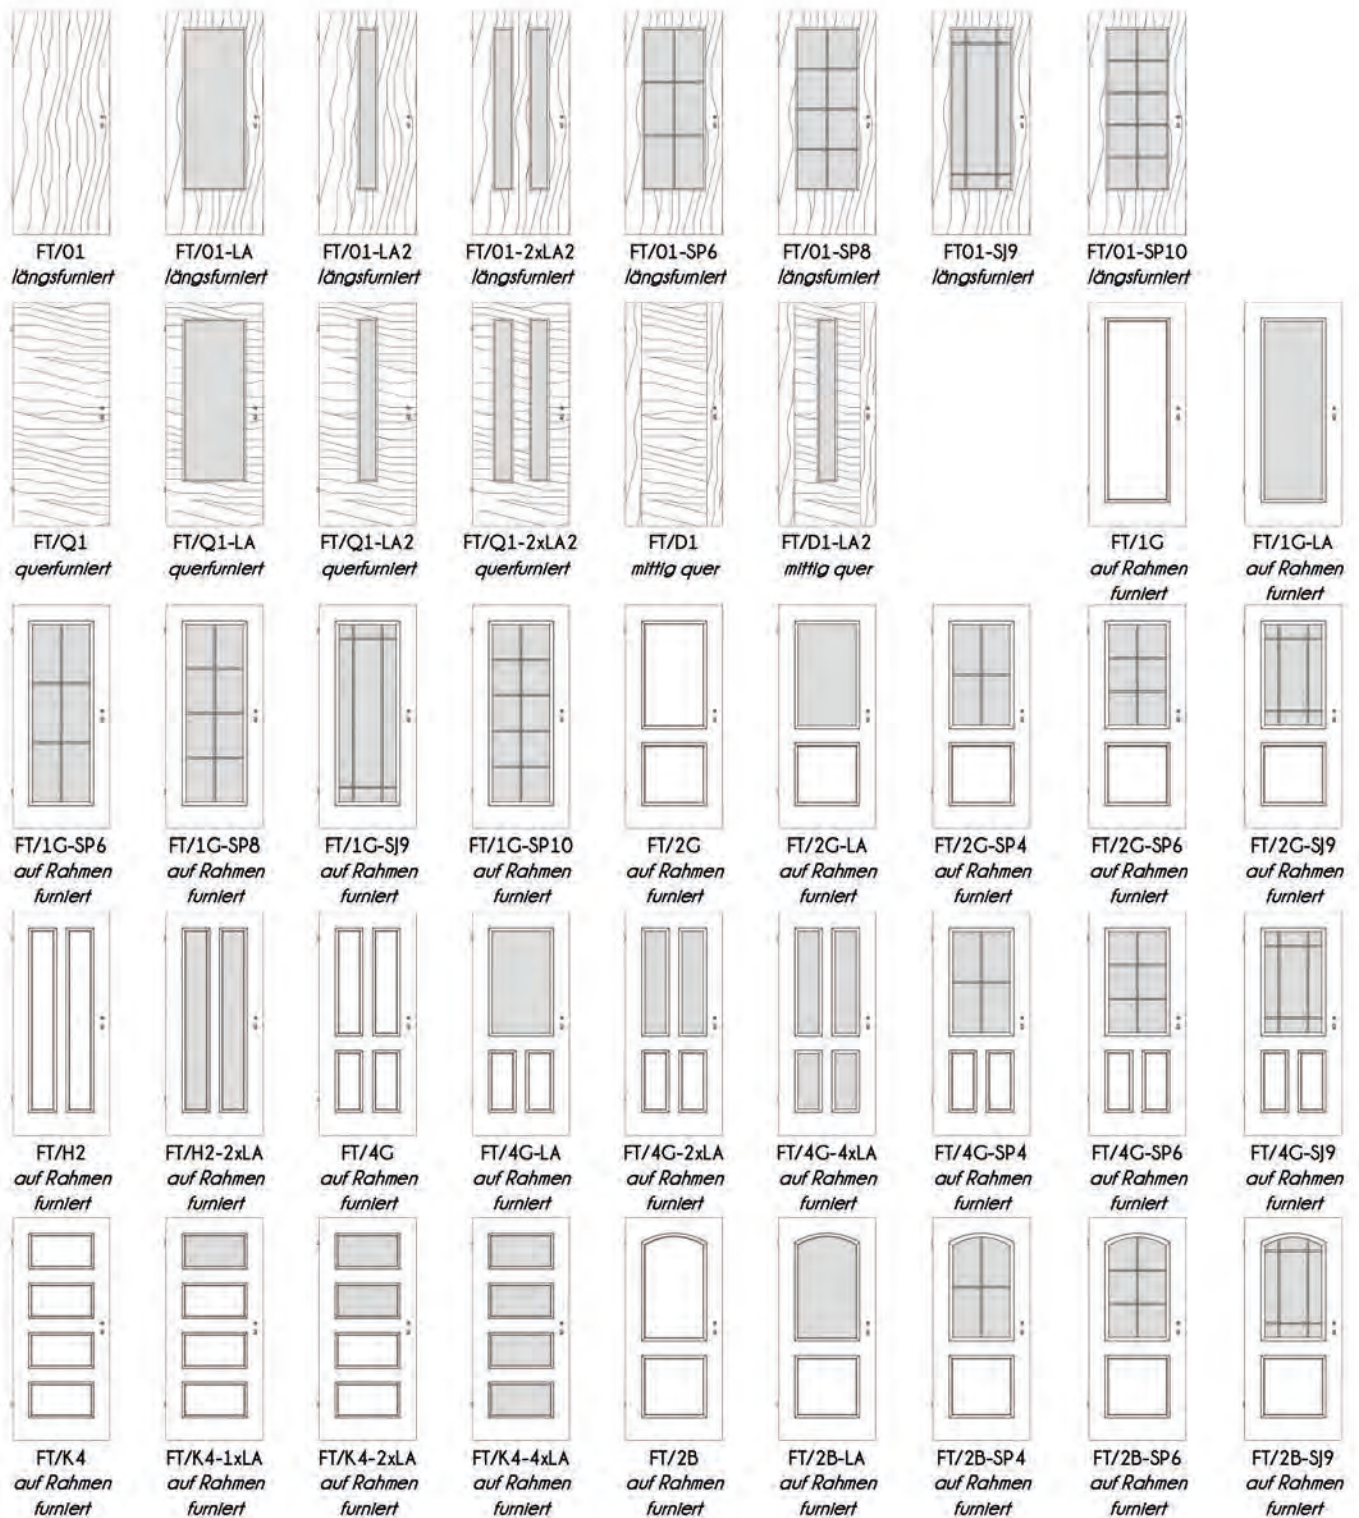 FT/01 FT/01-LA FT/01-LA2 FT/01-2xLA2 FT/01-SP6 FT/01-SP8 FT01-SJ9 FT/01-SP10
längsfurniert längsfurniert längsfurniert längsfurniert längsfurniert längsfurniert längsfurniert längsfurniert
FT/Q1 FT/Q1-LA FT/Q1-LA2 FT/Q1-2xLA2 FT/D1 FT/D1-LA2 FT/1G FT/1G-LA
querfurniert querfurniert querfurniert querfurniert mittig quer mittig quer auf Rahmen auf Rahmen
furniert furniert
FT/1G-SP6 FT/1G-SP8 FT/1G-SJ9 FT/1G-SP10 FT/2G FT/2G-LA FT/2G-SP4 FT/2G-SP6 FT/2G-SJ9
auf Rahmen auf Rahmen auf Rahmen auf Rahmen auf Rahmen auf Rahmen auf Rahmen auf Rahmen auf Rahmen
furniert furniert furniert furniert furniert furniert furniert furniert furniert
FT/H2 FT/H2-2xLA FT/4G FT/4G-LA FT/4G-2xLA FT/4G-4xLA FT/4G-SP4 FT/4G-SP6 FT/4G-SJ9
auf Rahmen auf Rahmen auf Rahmen auf Rahmen auf Rahmen auf Rahmen auf Rahmen auf Rahmen auf Rahmen
furniert furniert furniert furniert furniert furniert furniert furniert furniert
FT/K4 FT/K4-1xLA FT/K4-2xLA FT/K4-4xLA FT/2B FT/2B-LA FT/2B-SP4 FT/2B-SP6 FT/2B-SJ9
auf Rahmen auf Rahmen auf Rahmen auf Rahmen auf Rahmen auf Rahmen auf Rahmen auf Rahmen auf Rahmen
furniert furniert furniert furniert furniert furniert furniert furniert furniert